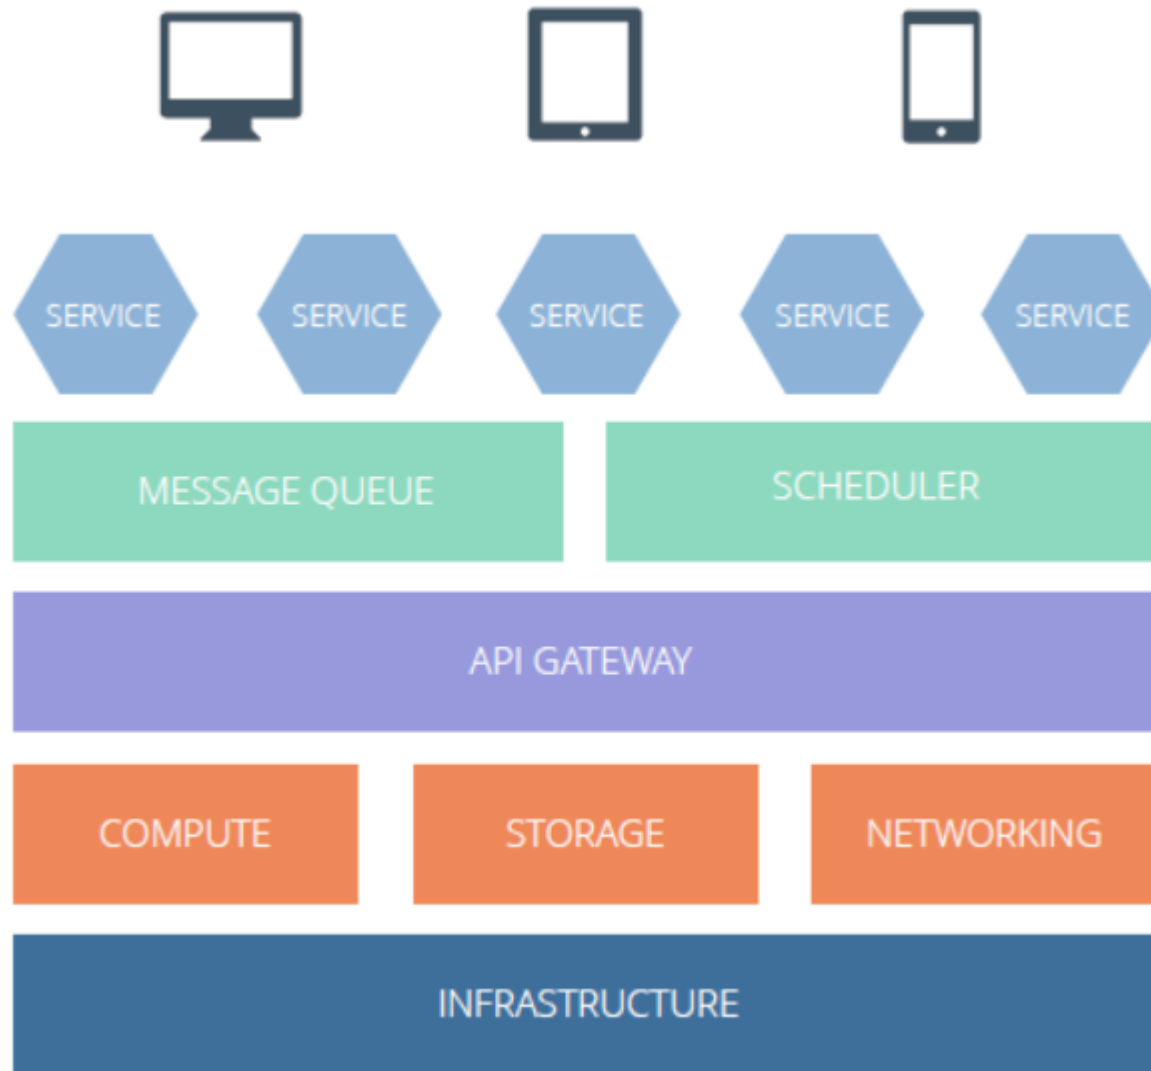 SERVICE SERVICE SERVICE SERVICE SERVICE
MESSAGE QUEUE SCHEDULER
API GATEWAY
COMPUTE STORAGE NETWORKING
INFRASTRUCTURE